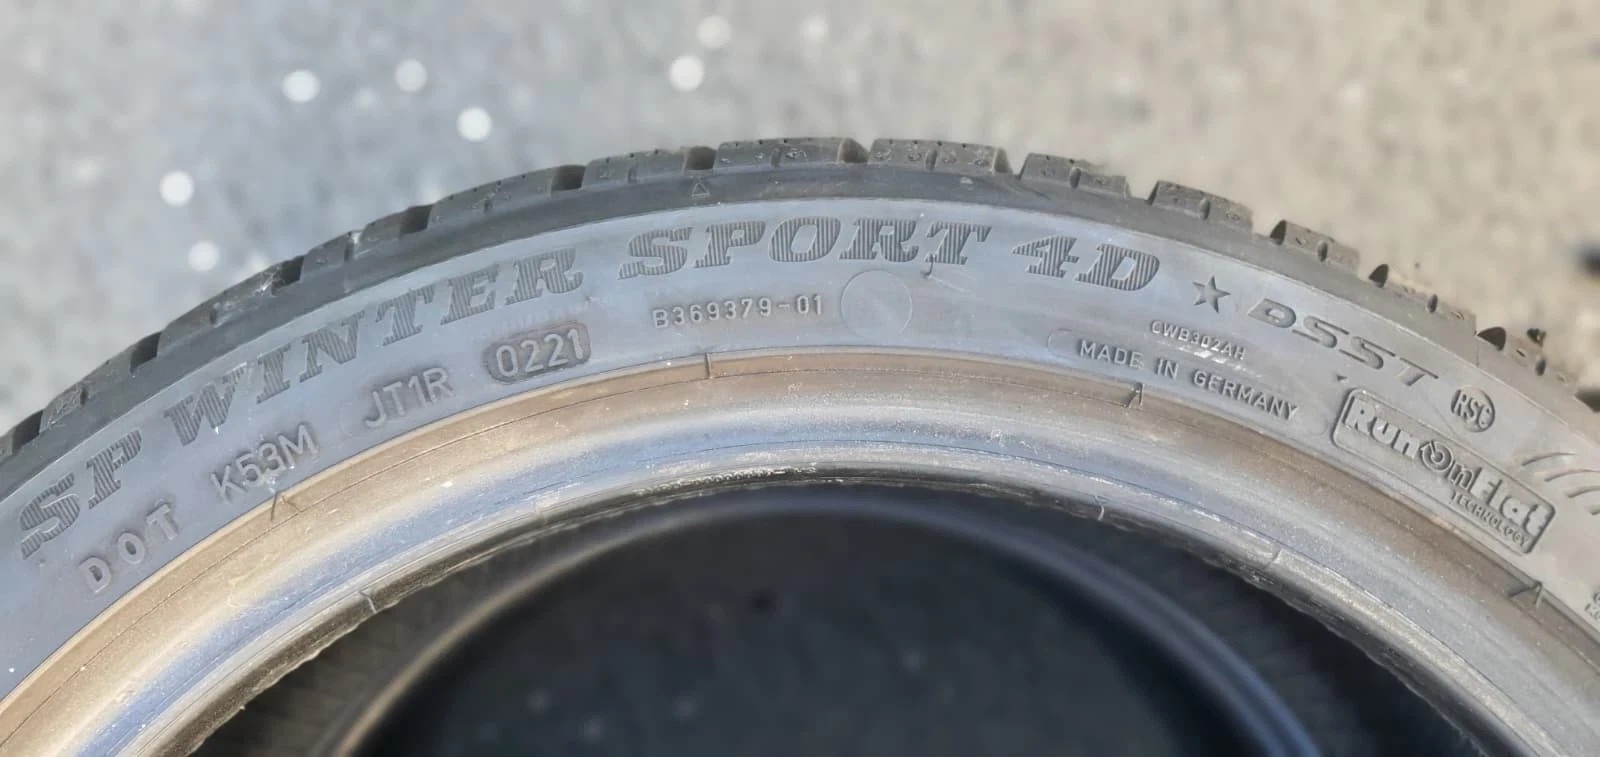 SP WINTER SPORT 4D ★ DSST RSC
DOT K53M JT1R 0221
B369379-01
CWB302AH
MADE IN GERMANY
RunOnFlat
TECHNOLOGY